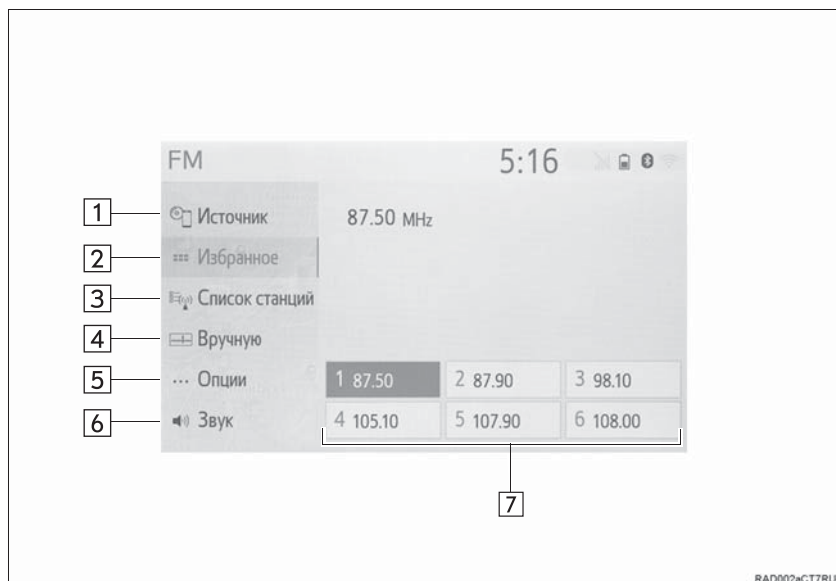 FM 5:16
1 Источник 87.50 MHz
2 Избранное
3 Список станций
4 Вручную
5 Опции 1 87.50 2 87.90 3 98.10
6 Звук 4 105.10 5 107.90 6 108.00
7
RAD002aCT7RU